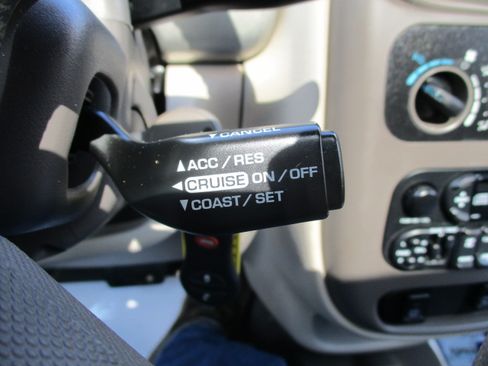 ▼CANCEL
▲ACC / RES
◄CRUISE ON / OFF
▼COAST / SET